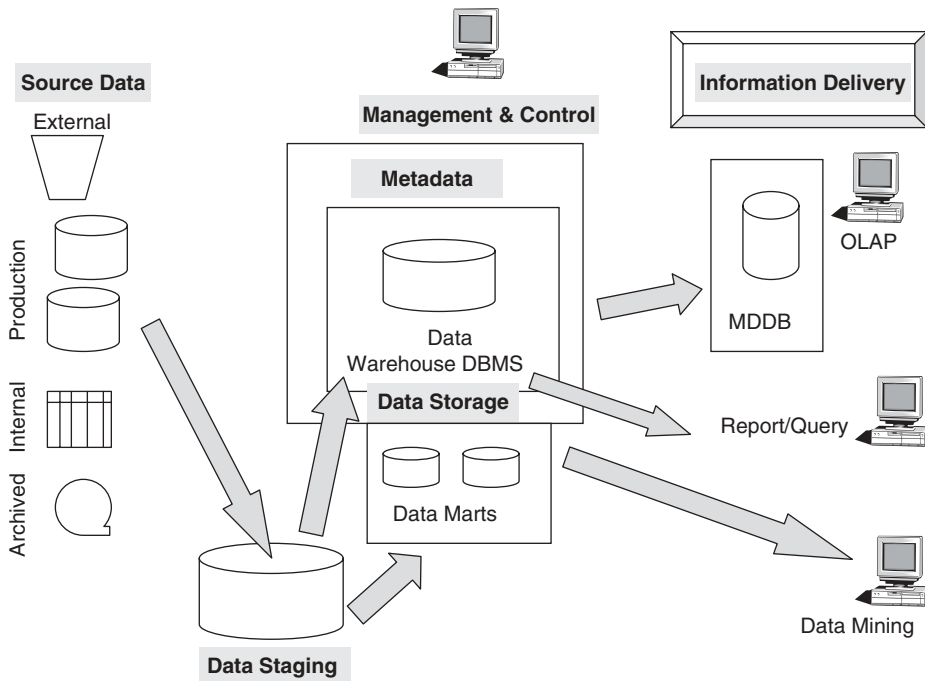 Source Data
External
Production
Internal
Archived
Data Staging
Management & Control
Metadata
Data
Warehouse DBMS
Data Storage
Data Marts
Information Delivery
OLAP
MDDB
Report/Query
Data Mining